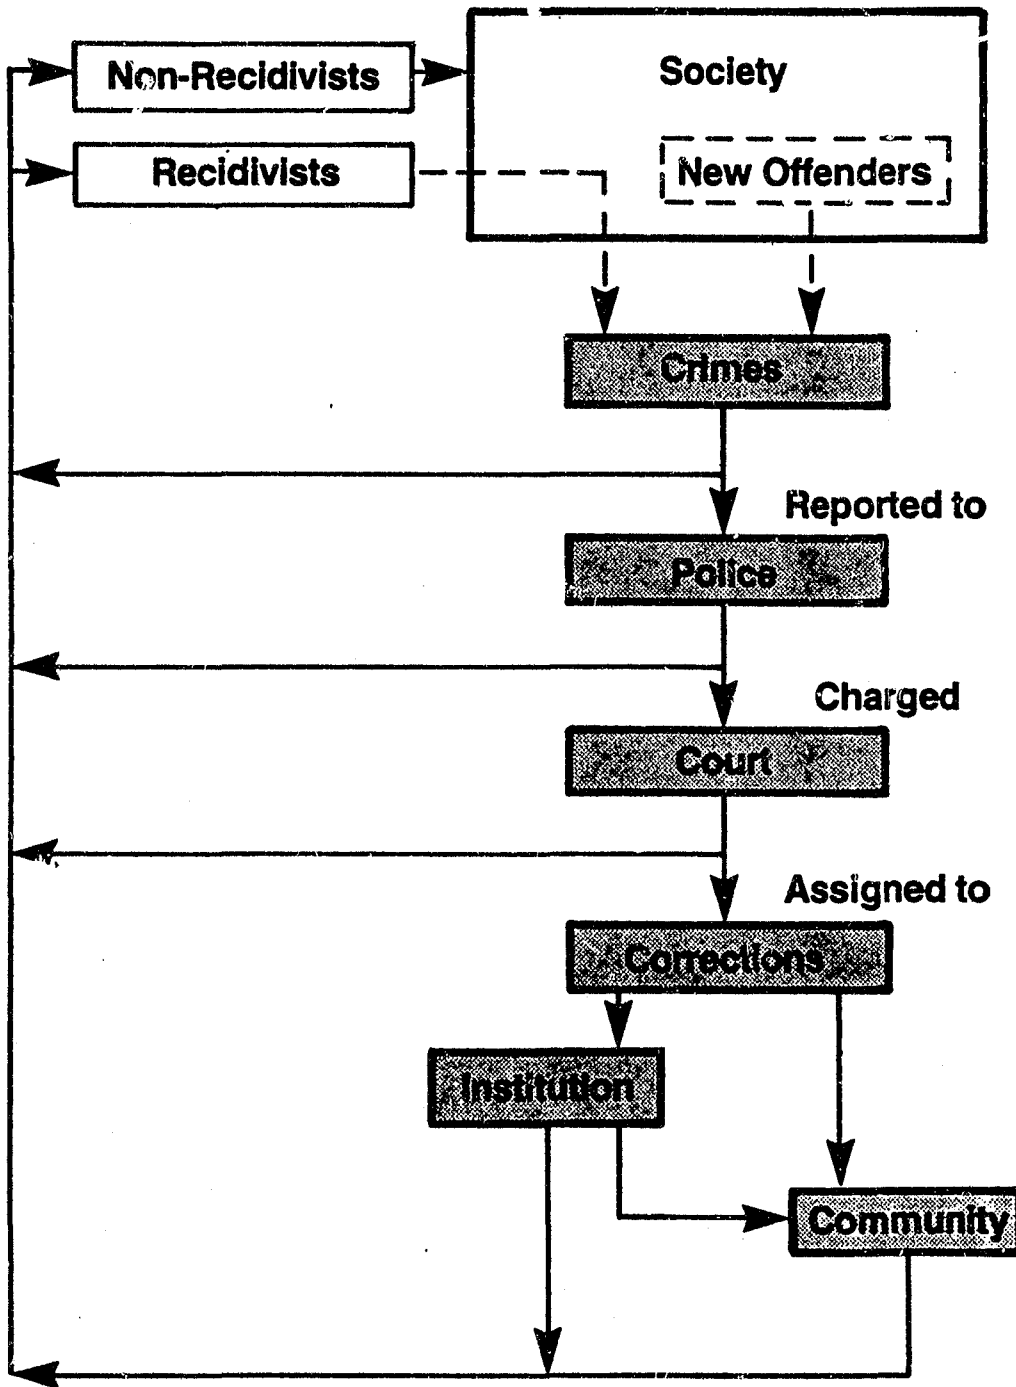 Non-Recidivists
Society
Recidivists
New Offenders
Crimes
Reported to
Police
Charged
Court
Assigned to
Corrections
Institution
Community